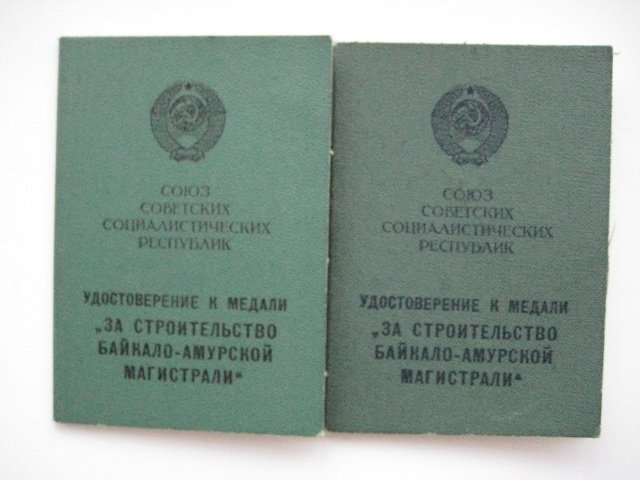 СОЮЗ
СОВЕТСКИХ
СОЦИАЛИСТИЧЕСКИХ
РЕСПУБЛИК
УДОСТОВЕРЕНИЕ К МЕДАЛИ
„ЗА СТРОИТЕЛЬСТВО
БАЙКАЛО-АМУРСКОЙ
МАГИСТРАЛИ“
СОЮЗ
СОВЕТСКИХ
СОЦИАЛИСТИЧЕСКИХ
РЕСПУБЛИК
УДОСТОВЕРЕНИЕ К МЕДАЛИ
„ЗА СТРОИТЕЛЬСТВО
БАЙКАЛО-АМУРСКОЙ
МАГИСТРАЛИ“